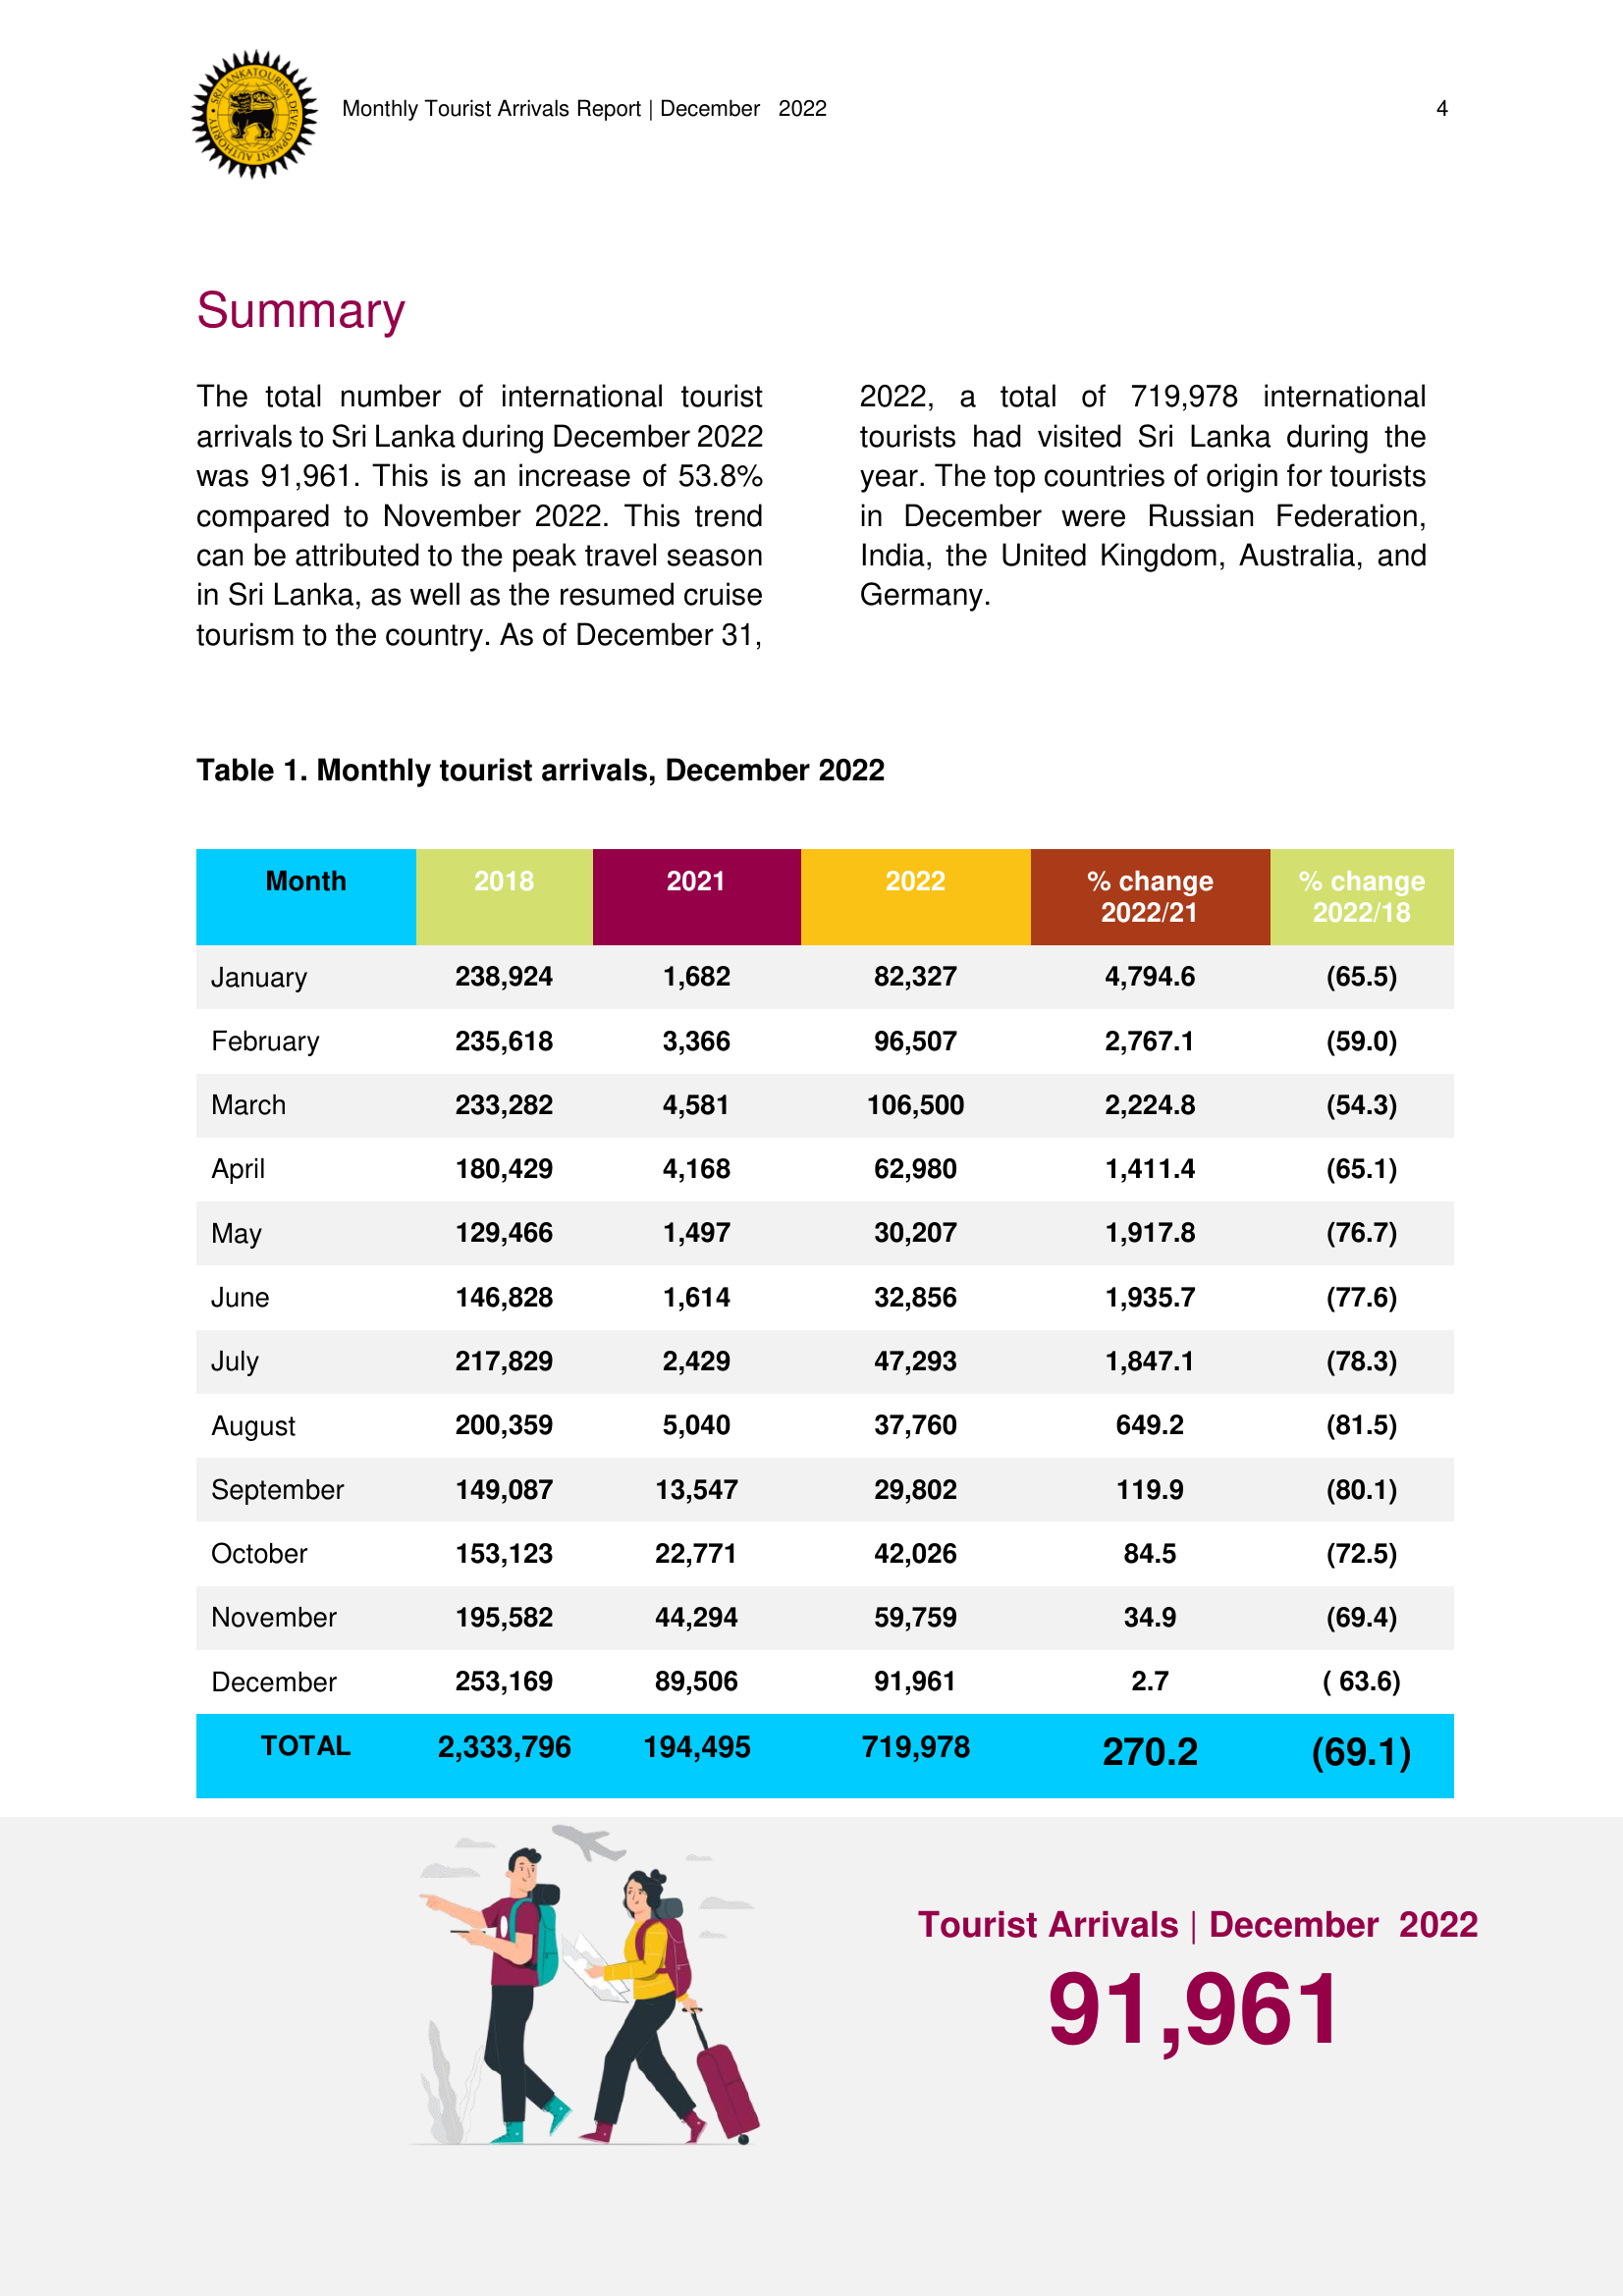 SRI LANKA TOURISM DEVELOPMENT AUTHORITY
Monthly Tourist Arrivals Report | December 2022
4
Summary
The total number of international tourist
arrivals to Sri Lanka during December 2022
was 91,961. This is an increase of 53.8%
compared to November 2022. This trend
can be attributed to the peak travel season
in Sri Lanka, as well as the resumed cruise
tourism to the country. As of December 31,
2022, a total of 719,978 international
tourists had visited Sri Lanka during the
year. The top countries of origin for tourists
in December were Russian Federation,
India, the United Kingdom, Australia, and
Germany.
Table 1. Monthly tourist arrivals, December 2022
Month 2018 2021 2022 % change 2022/21 % change 2022/18
January 238,924 1,682 82,327 4,794.6 (65.5)
February 235,618 3,366 96,507 2,767.1 (59.0)
March 233,282 4,581 106,500 2,224.8 (54.3)
April 180,429 4,168 62,980 1,411.4 (65.1)
May 129,466 1,497 30,207 1,917.8 (76.7)
June 146,828 1,614 32,856 1,935.7 (77.6)
July 217,829 2,429 47,293 1,847.1 (78.3)
August 200,359 5,040 37,760 649.2 (81.5)
September 149,087 13,547 29,802 119.9 (80.1)
October 153,123 22,771 42,026 84.5 (72.5)
November 195,582 44,294 59,759 34.9 (69.4)
December 253,169 89,506 91,961 2.7 ( 63.6)
TOTAL 2,333,796 194,495 719,978 270.2 (69.1)
Tourist Arrivals | December 2022
91,961